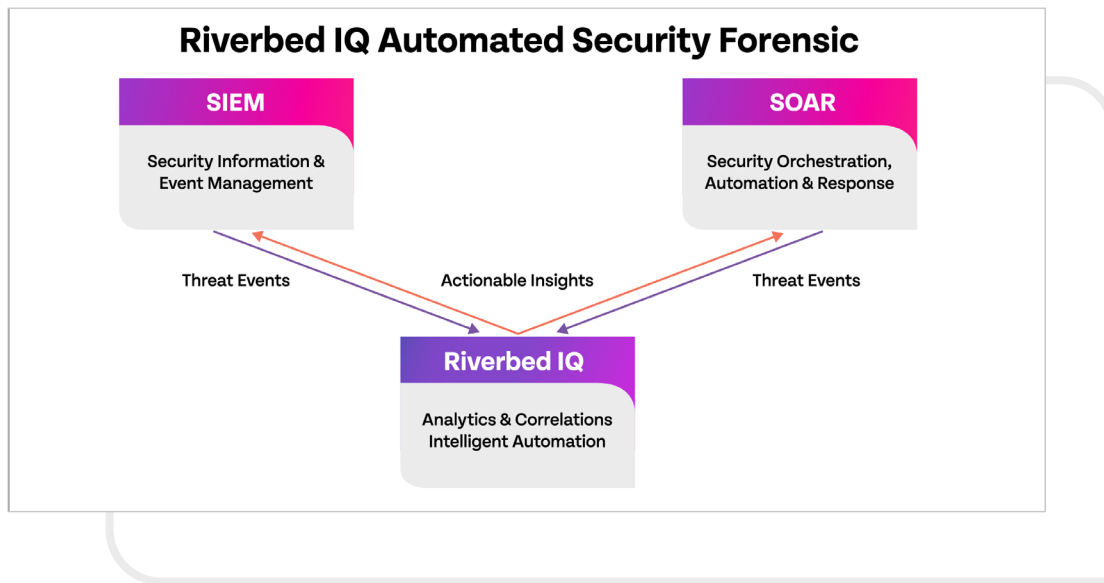 Riverbed IQ Automated Security Forensic
SIEM
Security Information &
Event Management
SOAR
Security Orchestration,
Automation & Response
Threat Events
Actionable Insights
Threat Events
Riverbed IQ
Analytics & Correlations
Intelligent Automation